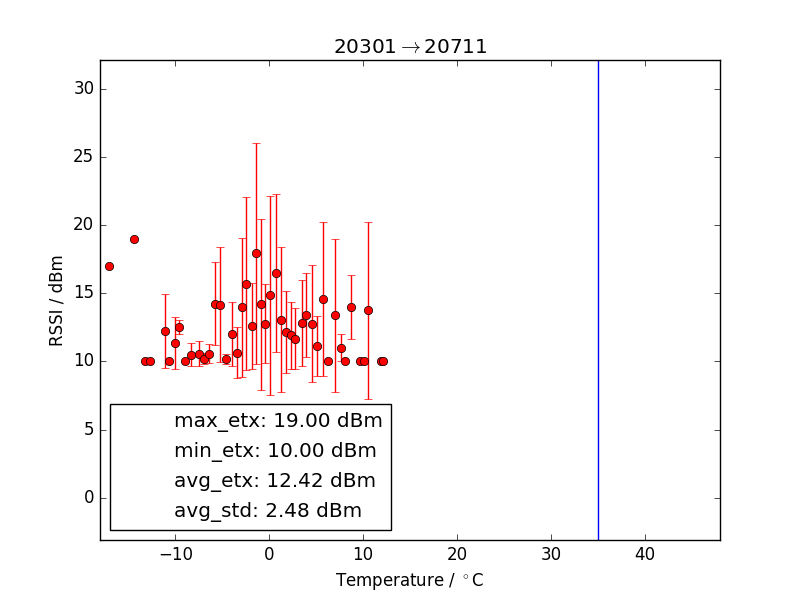 20301→20711
30
25
20
15
10
5
0
RSSI / dBm
max_etx: 19.00 dBm
min_etx: 10.00 dBm
avg_etx: 12.42 dBm
avg_std: 2.48 dBm
−10 0 10 20 30 40
Temperature / °C